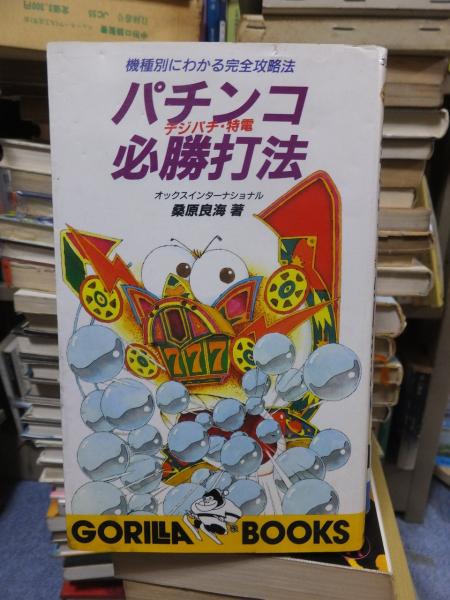 機種別にわかる完全攻略法
パチンコ
デジパチ・特電
必勝打法
オックスインターナショナル
桑原良海 著
777
GORILLA BOOKS